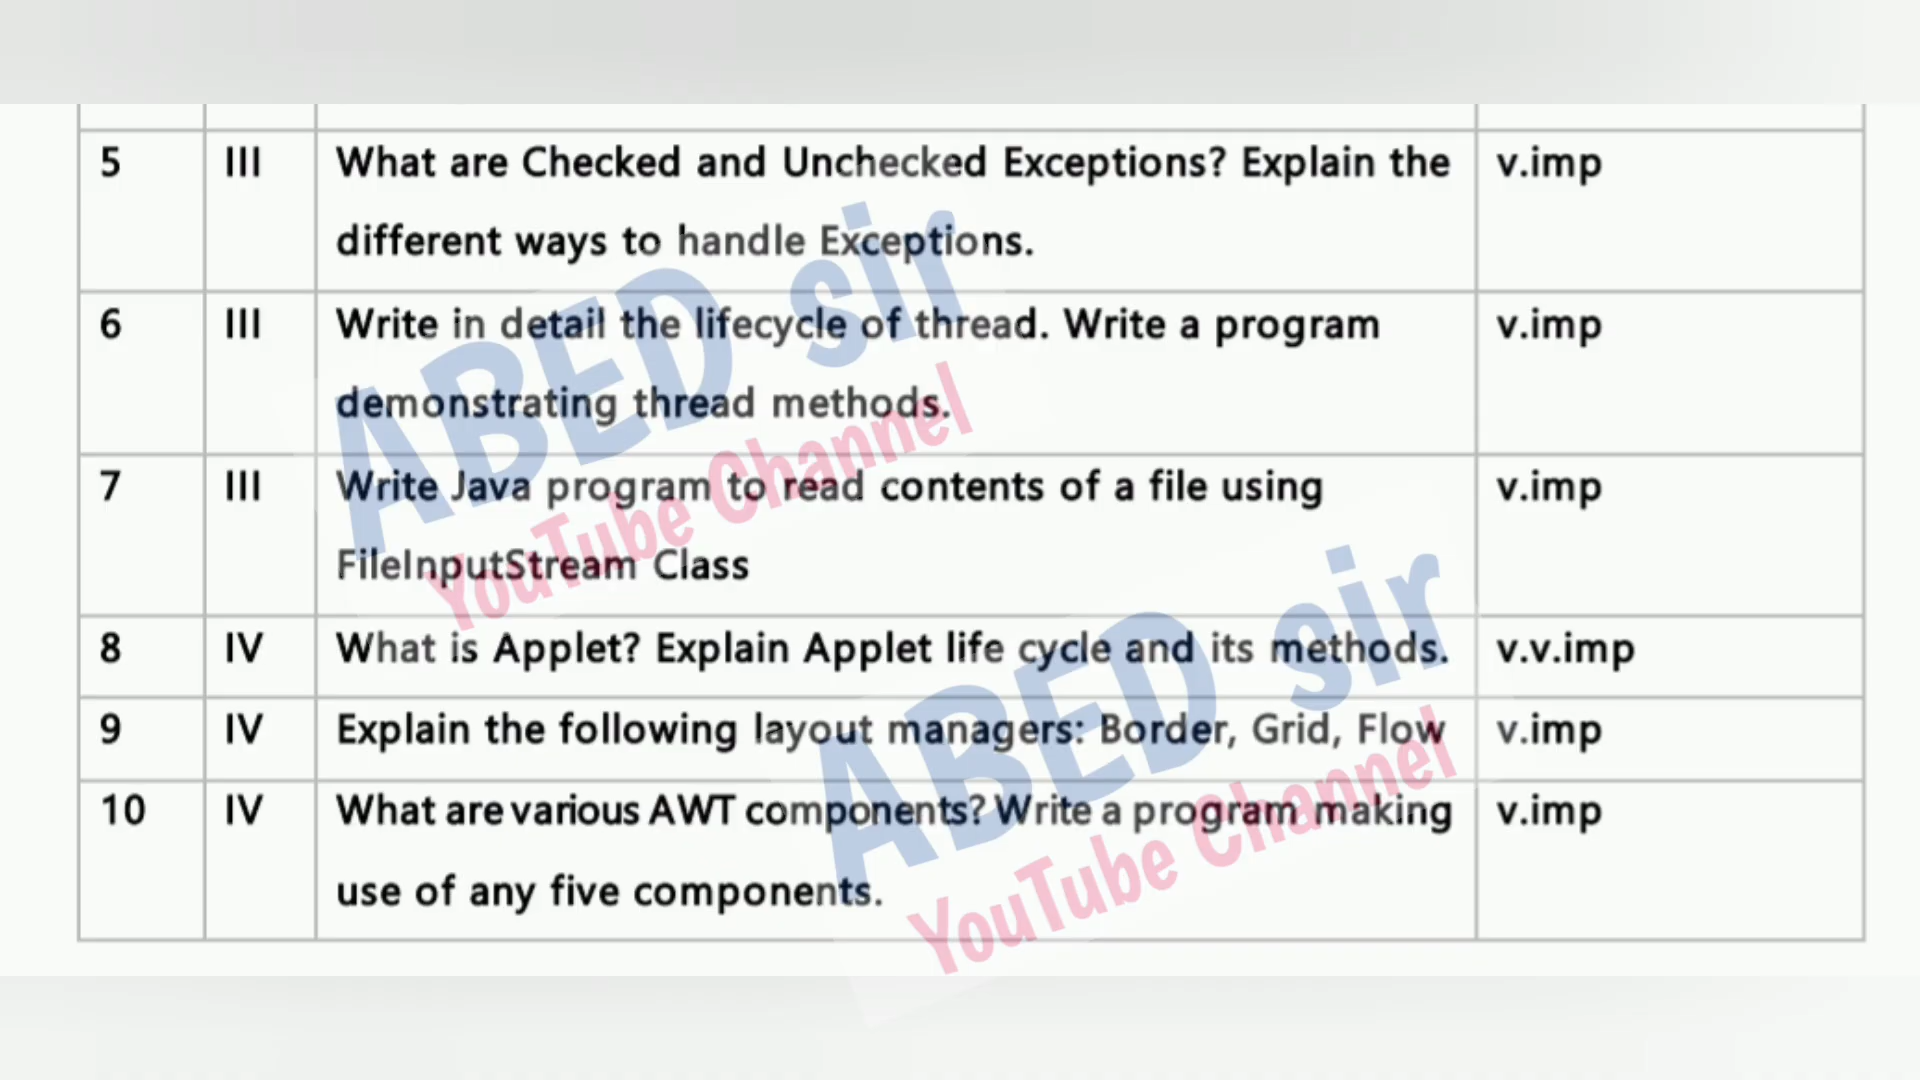 5 III What are Checked and Unchecked Exceptions? Explain the v.imp
different ways to handle Exceptions.
6 III Write in detail the lifecycle of thread. Write a program v.imp
demonstrating thread methods.
7 III Write Java program to read contents of a file using v.imp
FileInputStream Class
8 IV What is Applet? Explain Applet life cycle and its methods. v.v.imp
9 IV Explain the following layout managers: Border, Grid, Flow v.imp
10 IV What are various AWT components? Write a program making v.imp
use of any five components.
ABED sir
YouTube Channel
ABED sir
YouTube Channel